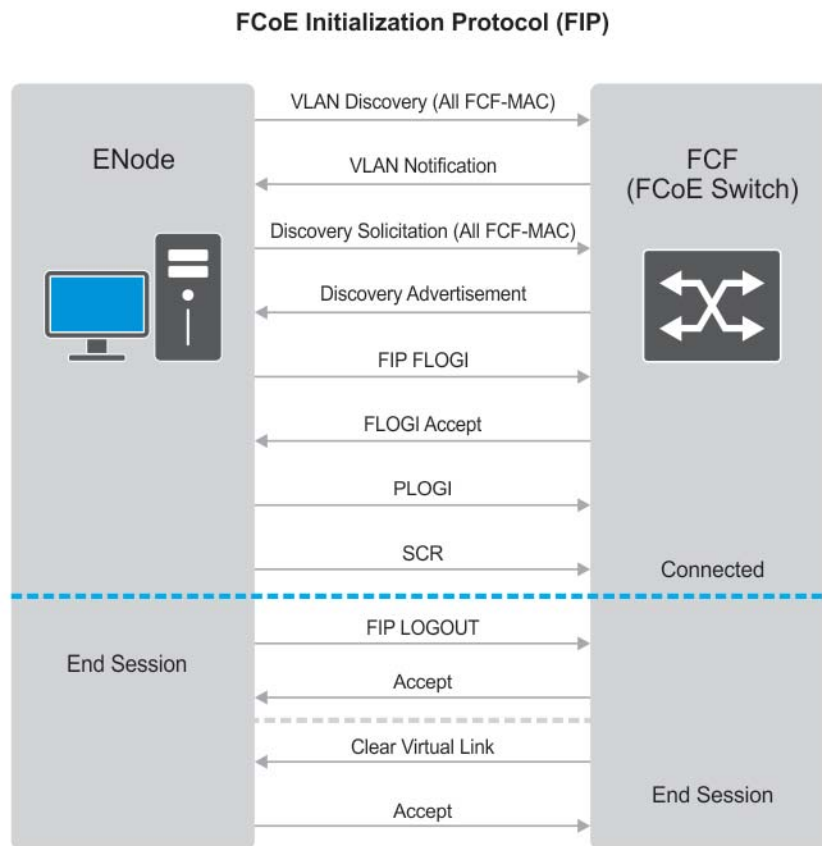 FCoE Initialization Protocol (FIP)
VLAN Discovery (All FCF-MAC)
ENode
VLAN Notification
FCF
(FCoE Switch)
Discovery Solicitation (All FCF-MAC)
Discovery Advertisement
FIP FLOGI
FLOGI Accept
PLOGI
SCR
Connected
FIP LOGOUT
End Session
Accept
Clear Virtual Link
End Session
Accept